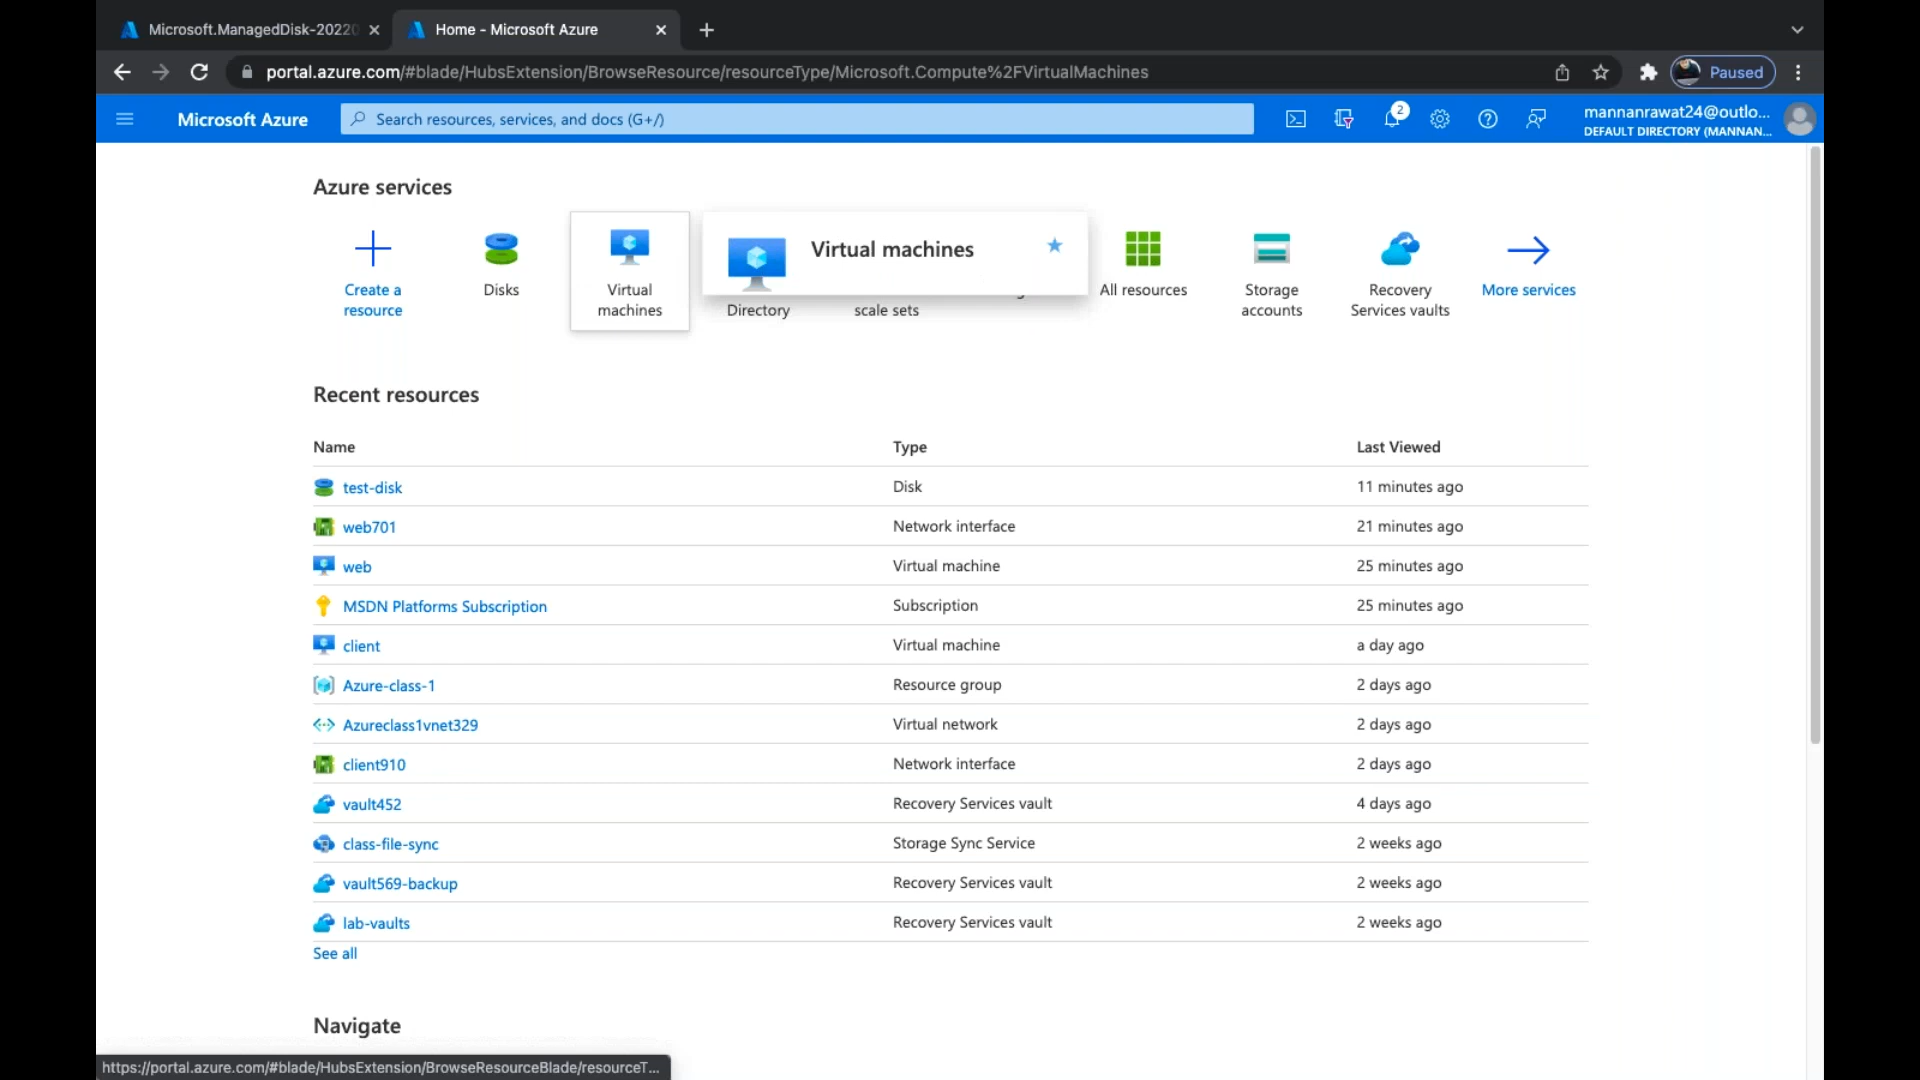 Microsoft.ManagedDisk-20220
Home - Microsoft Azure
portal.azure.com/#blade/HubsExtension/BrowseResource/resourceType/Microsoft.Compute%2FVirtualMachines
Paused
Microsoft Azure
Search resources, services, and docs (G+/)
2
mannanrawat24@outlo...
DEFAULT DIRECTORY (MANNAN...
Azure services
Create a
resource
Disks
Virtual
machines
Virtual machines
Directory
scale sets
All resources
Storage
accounts
Recovery
Services vaults
More services
Recent resources
Name Type Last Viewed
test-disk Disk 11 minutes ago
web701 Network interface 21 minutes ago
web Virtual machine 25 minutes ago
MSDN Platforms Subscription Subscription 25 minutes ago
client Virtual machine a day ago
Azure-class-1 Resource group 2 days ago
Azureclass1vnet329 Virtual network 2 days ago
client910 Network interface 2 days ago
vault452 Recovery Services vault 4 days ago
class-file-sync Storage Sync Service 2 weeks ago
vault569-backup Recovery Services vault 2 weeks ago
lab-vaults Recovery Services vault 2 weeks ago
See all
Navigate
https://portal.azure.com/#blade/HubsExtension/BrowseResourceBlade/resourceT...